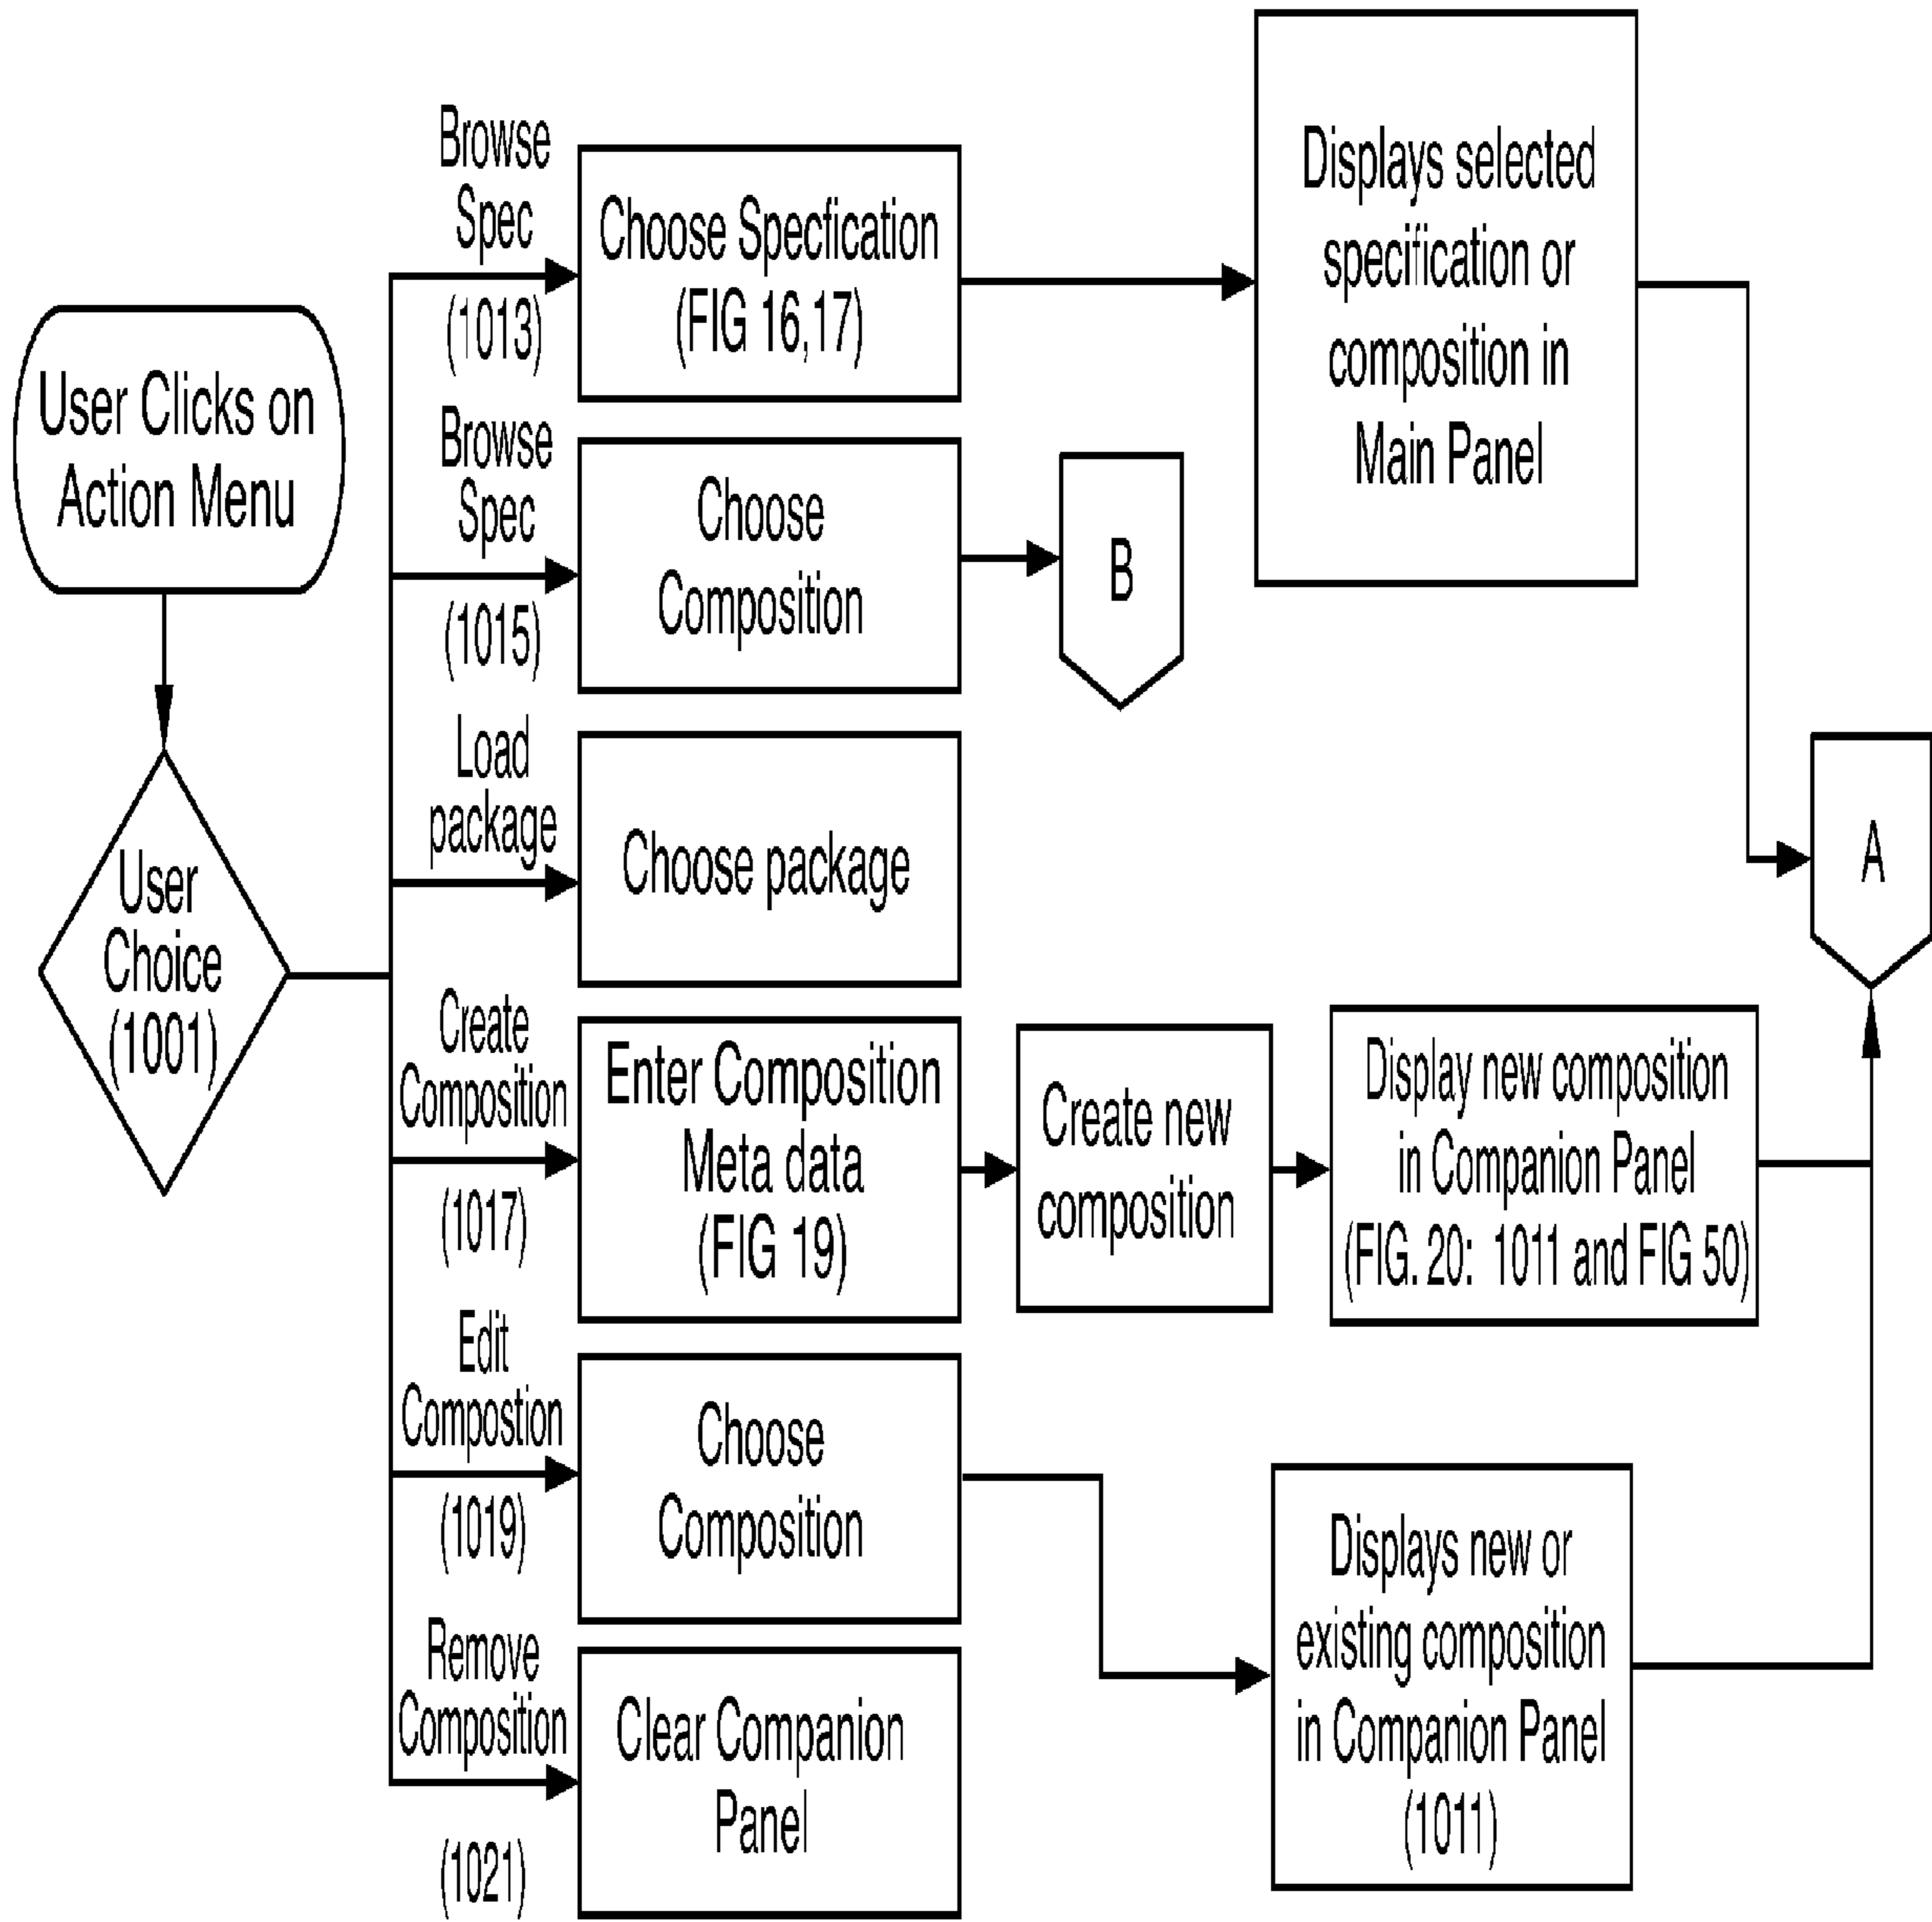 User Clicks on
Action Menu
User
Choice
(1001)
Browse
Spec
(1013)
Choose Specfication
(FIG 16,17)
Displays selected
specification or
composition in
Main Panel
Browse
Spec
(1015)
Choose
Composition
B
Load
package
Choose package
A
Create
Composition
(1017)
Enter Composition
Meta data
(FIG 19)
Create new
composition
Display new composition
in Companion Panel
(FIG. 20: 1011 and FIG 50)
Edit
Compostion
(1019)
Choose
Composition
Displays new or
existing composition
in Companion Panel
(1011)
Remove
Composition
(1021)
Clear Companion
Panel